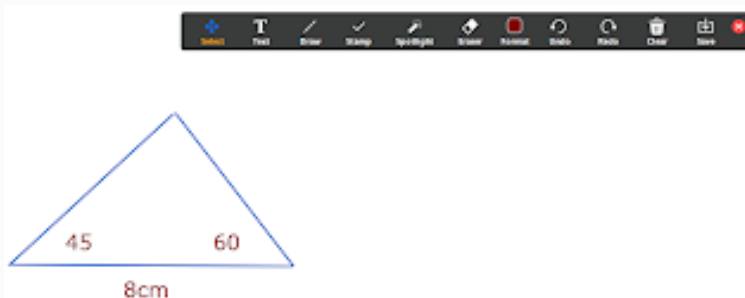 Select Text Draw Stamp Spotlight Eraser Format Undo Redo Clear Save
45 60
8cm